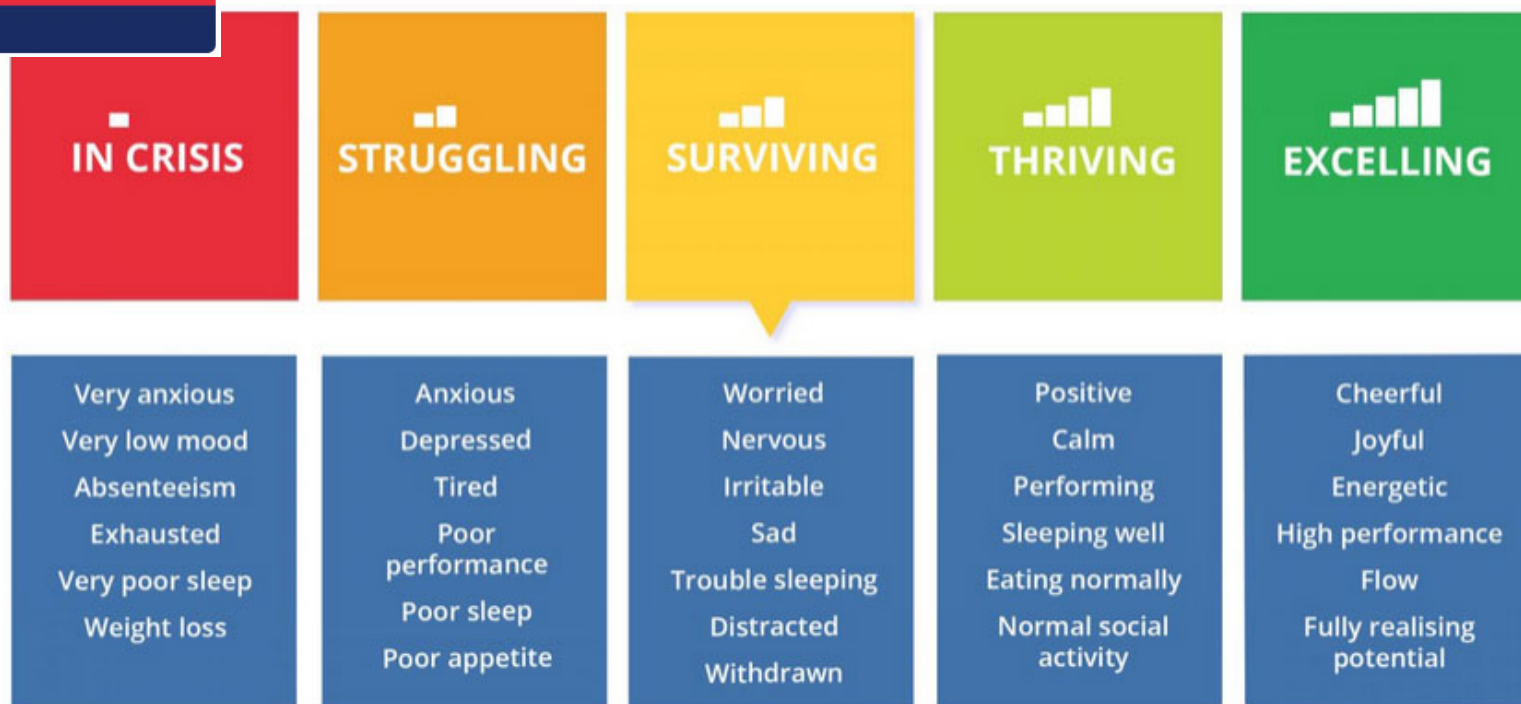 IN CRISIS
STRUGGLING
SURVIVING
THRIVING
EXCELLING
Very anxious
Very low mood
Absenteeism
Exhausted
Very poor sleep
Weight loss
Anxious
Depressed
Tired
Poor
performance
Poor sleep
Poor appetite
Worried
Nervous
Irritable
Sad
Trouble sleeping
Distracted
Withdrawn
Positive
Calm
Performing
Sleeping well
Eating normally
Normal social
activity
Cheerful
Joyful
Energetic
High performance
Flow
Fully realising
potential